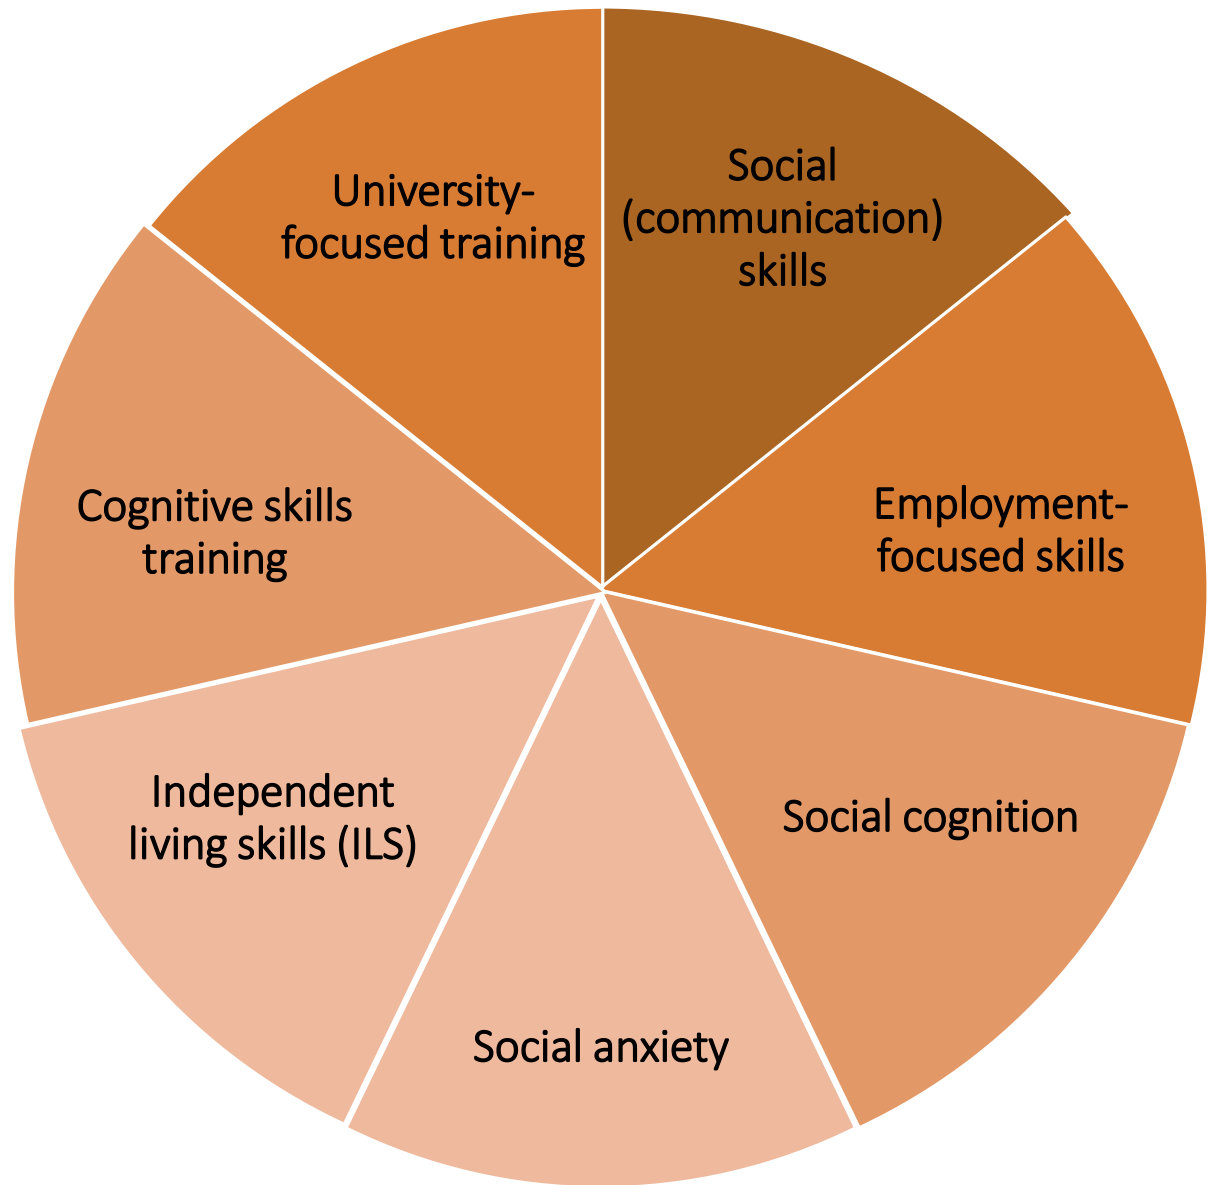 Social
(communication)
skills
Employment-
focused skills
Social cognition
Social anxiety
Independent
living skills (ILS)
Cognitive skills
training
University-
focused training